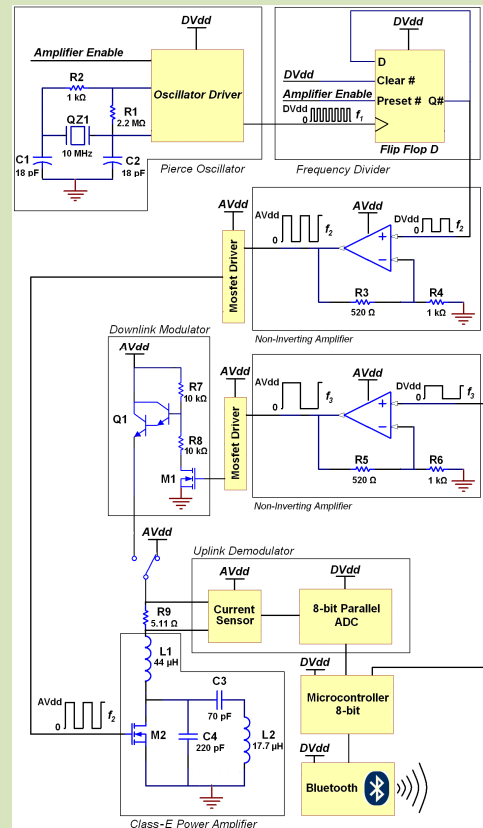 DVdd
Amplifier Enable
R2
1 kΩ
Oscillator Driver
R1
2.2 MΩ
QZ1
10 MHz
C1
18 pF
C2
18 pF
Pierce Oscillator
DVdd
D
DVdd
Clear #
Amplifier Enable
Preset # Q#
DVdd
0
f1
Flip Flop D
Frequency Divider
AVdd
AVdd
0
f2
Mosfet Driver
AVdd
DVdd
0
f2
+
−
R3
520 Ω
R4
1 kΩ
Non-Inverting Amplifier
Downlink Modulator
AVdd
R7
10 kΩ
Q1
R8
10 kΩ
M1
AVdd
Mosfet Driver
AVdd
0
f3
AVdd
DVdd
0
f3
+
−
R5
520 Ω
R6
1 kΩ
Non-Inverting Amplifier
AVdd
Uplink Demodulator
R9
5.11 Ω
AVdd
Current
Sensor
DVdd
8-bit Parallel
ADC
L1
44 μH
C3
70 pF
AVdd
0
f2
M2
C4
220 pF
L2
17.7 μH
Class-E Power Amplifier
DVdd
Microcontroller
8-bit
DVdd
Bluetooth